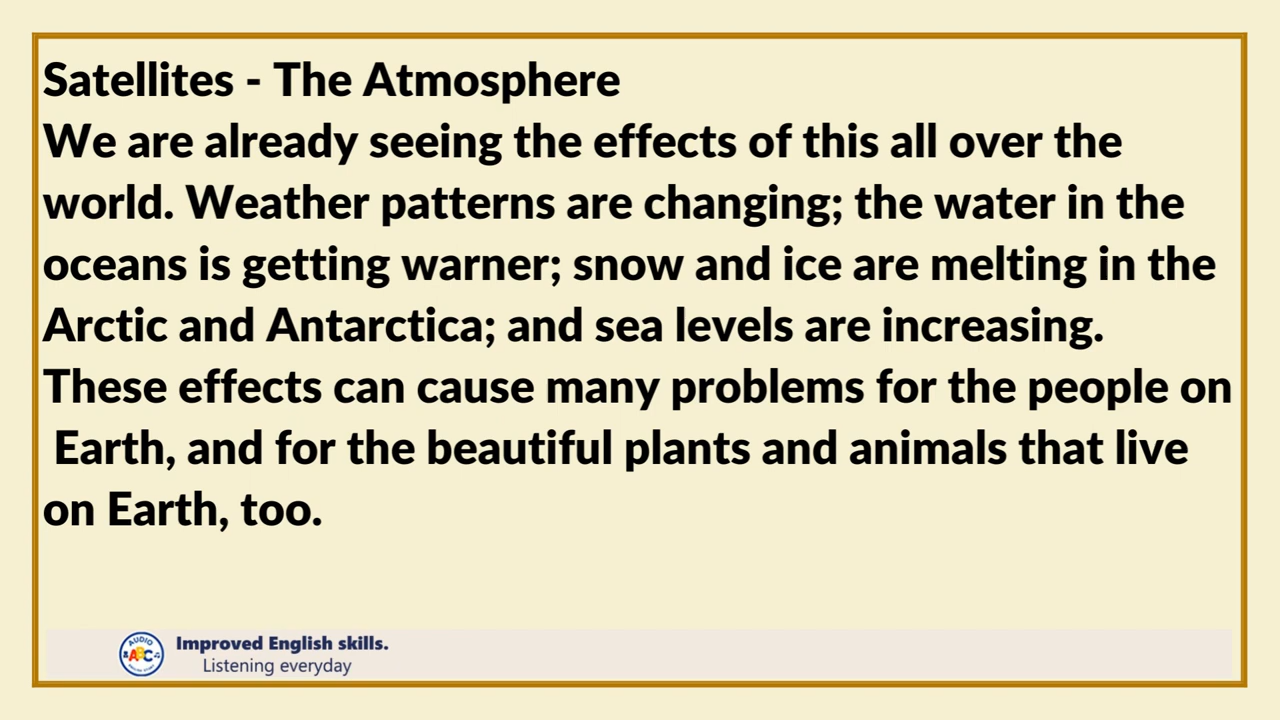 Satellites - The Atmosphere
We are already seeing the effects of this all over the
world. Weather patterns are changing; the water in the
oceans is getting warner; snow and ice are melting in the
Arctic and Antarctica; and sea levels are increasing.
These effects can cause many problems for the people on
Earth, and for the beautiful plants and animals that live
on Earth, too.
AUDIO
ABC
Improved English skills.
Listening everyday